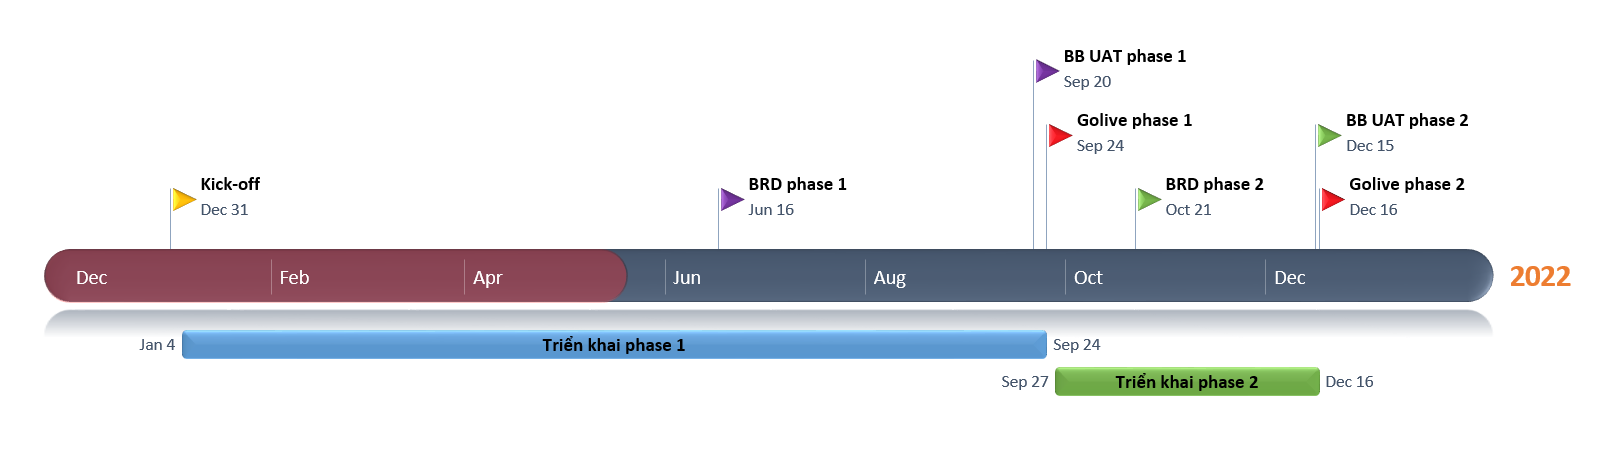 BB UAT phase 1
Sep 20
Golive phase 1
Sep 24
BB UAT phase 2
Dec 15
Kick-off
Dec 31
BRD phase 1
Jun 16
BRD phase 2
Oct 21
Golive phase 2
Dec 16
Dec Feb Apr Jun Aug Oct Dec 2022
Jan 4 Triển khai phase 1 Sep 24
Sep 27 Triển khai phase 2 Dec 16